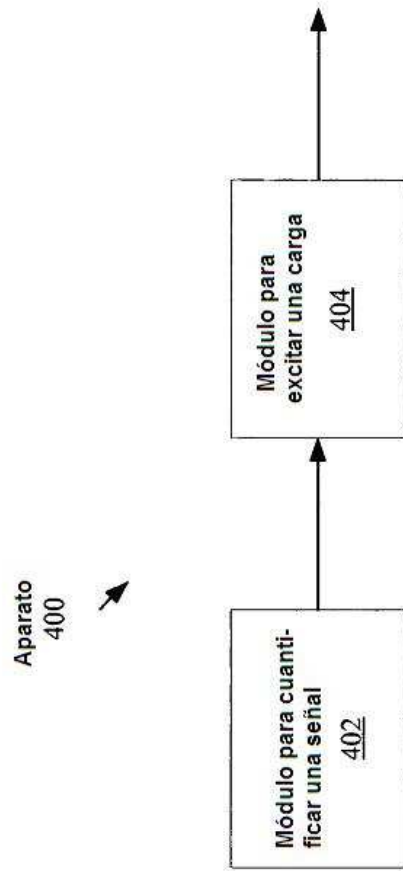 Aparato
400
Módulo para cuanti-
ficar una señal
402
Módulo para
excitar una carga
404